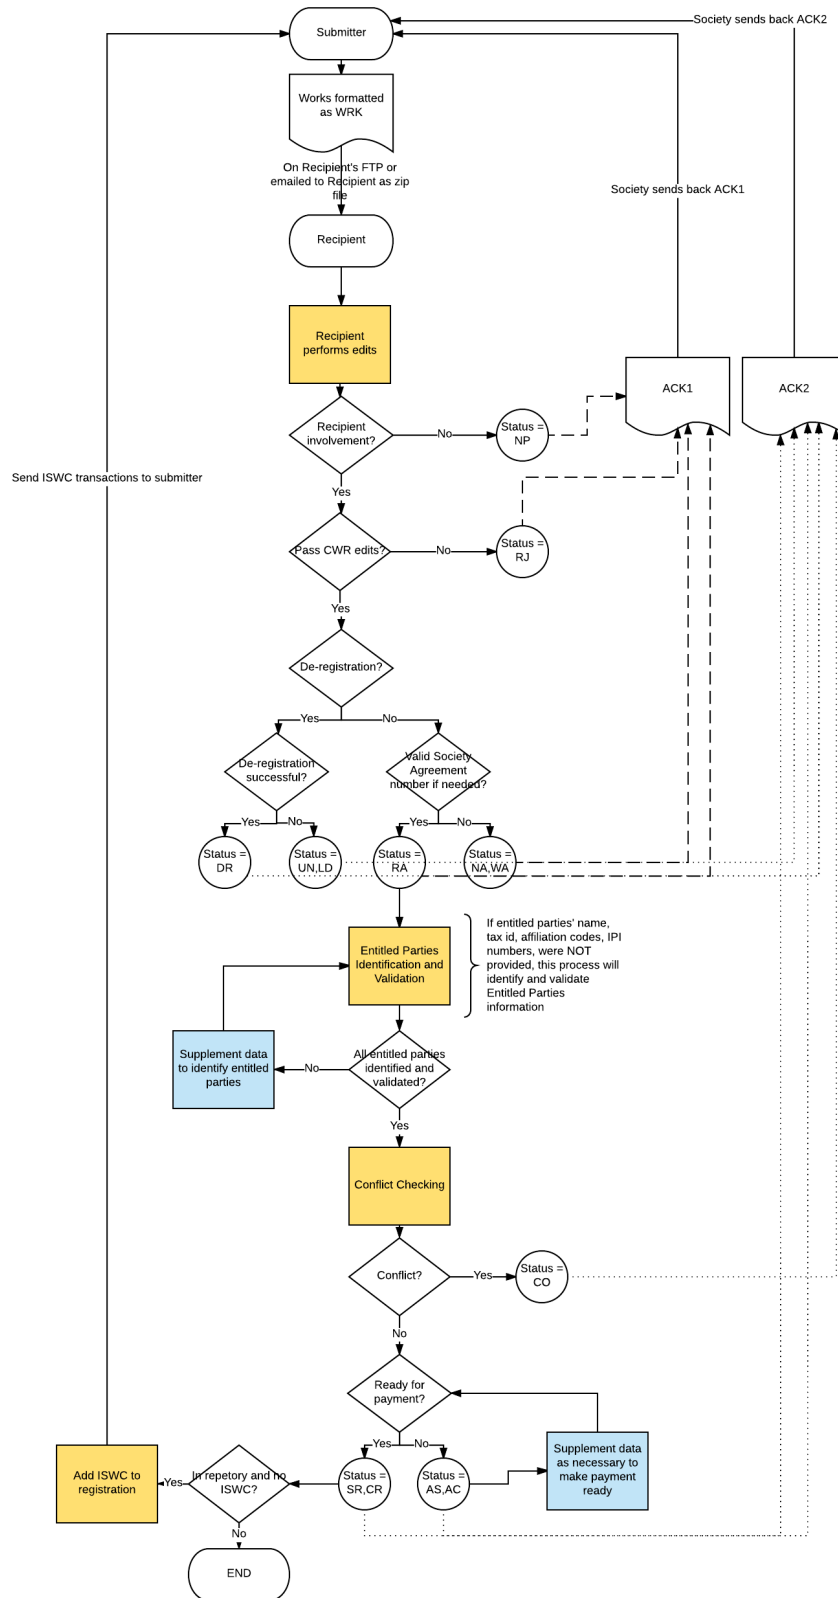 Society sends back ACK2
Submitter
Works formatted
as WRK
On Recipient's FTP or
emailed to Recipient as zip
file
Society sends back ACK1
Recipient
Recipient
performs edits
ACK1
ACK2
Recipient
involvement?
No
Status =
NP
Send ISWC transactions to submitter
Yes
Pass CWR edits?
No
Status =
RJ
Yes
De-registration?
Yes
No
De-registration
successful?
Valid Society
Agreement
number if needed?
Yes
No
Yes
No
Status =
DR
Status =
UN,LD
Status =
RA
Status =
NA,WA
Entitled Parties
Identification and
Validation
If entitled parties' name,
tax id, affiliation codes, IPI
numbers, were NOT
provided, this process will
identify and validate
Entitled Parties
information
Supplement data
to identify entitled
parties
No
All entitled parties
identified and
validated?
Yes
Conflict Checking
Conflict?
Yes
Status =
CO
No
Ready for
payment?
Yes
No
Supplement data
as necessary to
make payment
ready
Add ISWC to
registration
Yes
In repetory and no
ISWC?
Status =
SR,CR
Status =
AS,AC
No
END